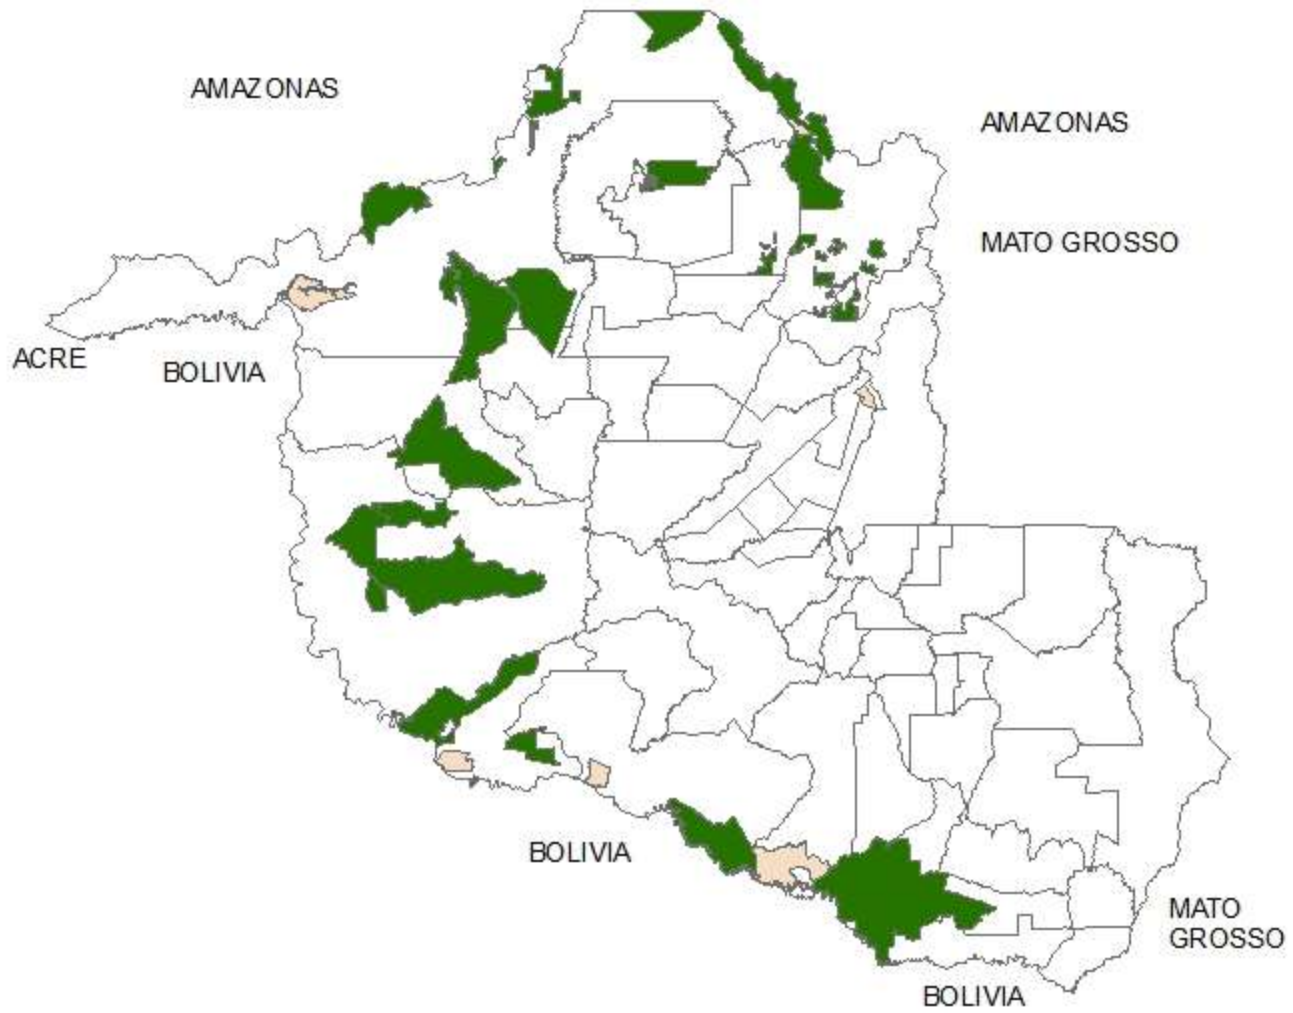 AMAZONAS
AMAZONAS
MATO GROSSO
ACRE
BOLIVIA
BOLIVIA
MATO
GROSSO
BOLIVIA